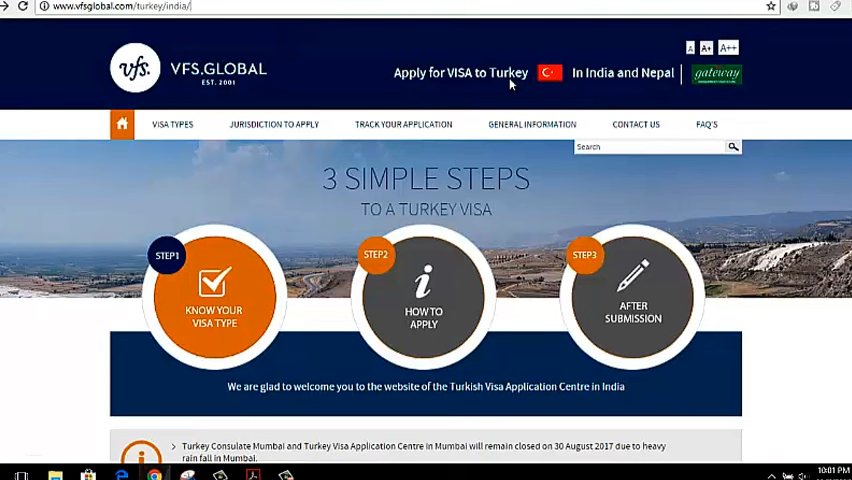 www.vfsglobal.com/turkey/india/
A A+ A++
vfs. VFS.GLOBAL
EST. 2001
Apply for VISA to Turkey In India and Nepal gateway
VISA TYPES JURISDICTION TO APPLY TRACK YOUR APPLICATION GENERAL INFORMATION CONTACT US FAQ'S
Search
3 SIMPLE STEPS
TO A TURKEY VISA
STEP1
KNOW YOUR
VISA TYPE
STEP2
HOW TO
APPLY
STEP3
AFTER
SUBMISSION
We are glad to welcome you to the website of the Turkish Visa Application Centre in India
Turkey Consulate Mumbai and Turkey Visa Application Centre in Mumbai will remain closed on 30 August 2017 due to heavy
rain fall in Mumbai.
10:01 PM